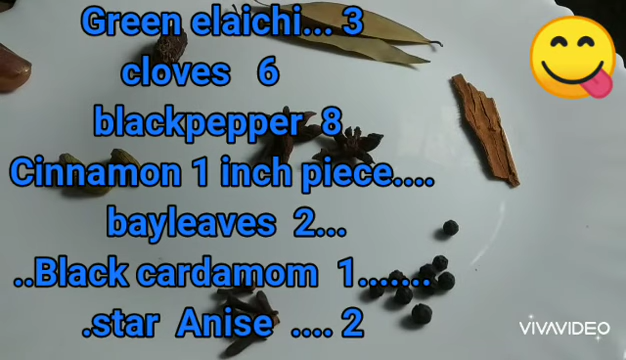 Green elaichi... 3
cloves 6
blackpepper 8
Cinnamon 1 inch piece....
bayleaves 2...
..Black cardamom 1.......
.star Anise .... 2
VIVAVIDEO